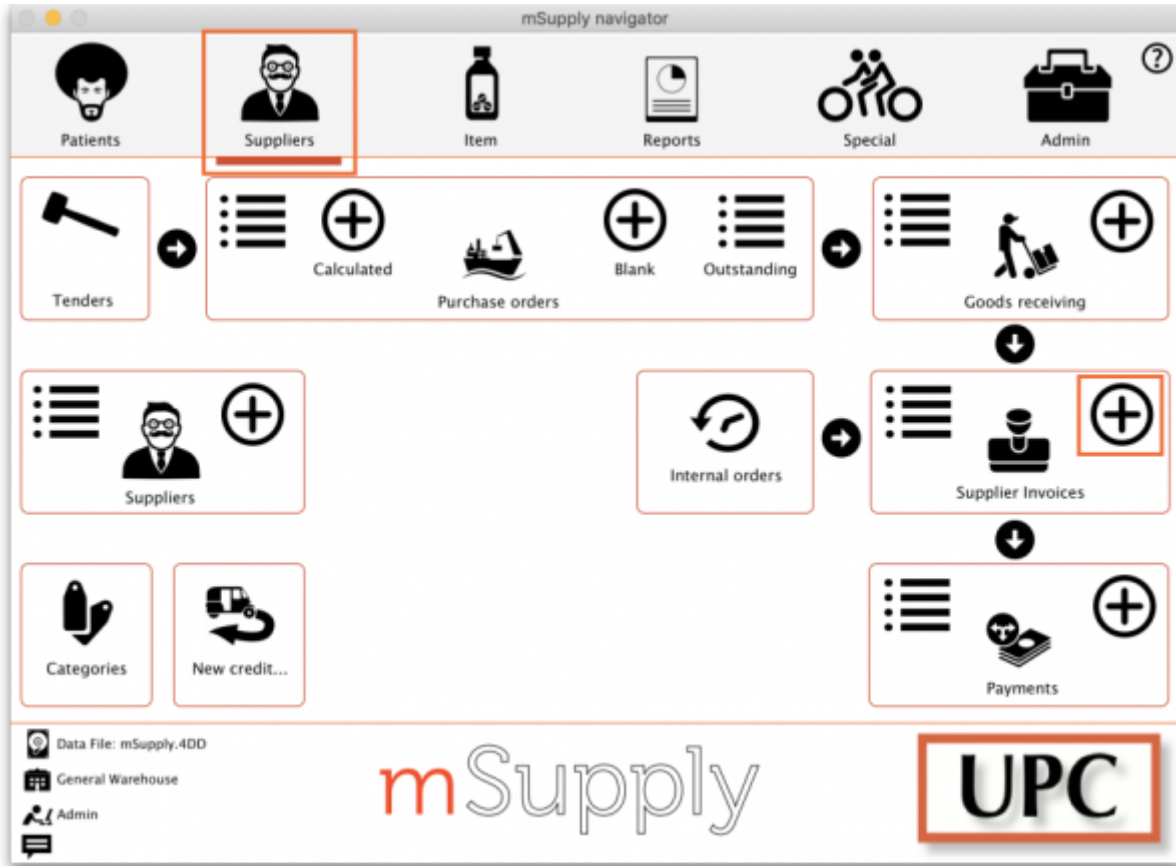 mSupply navigator
?
Patients
Suppliers
Item
Reports
Special
Admin
Tenders
Calculated
Blank
Outstanding
Purchase orders
Goods receiving
Suppliers
Internal orders
Supplier Invoices
Categories
New credit...
Payments
Data File: mSupply.4DD
General Warehouse
Admin
mSupply
UPC